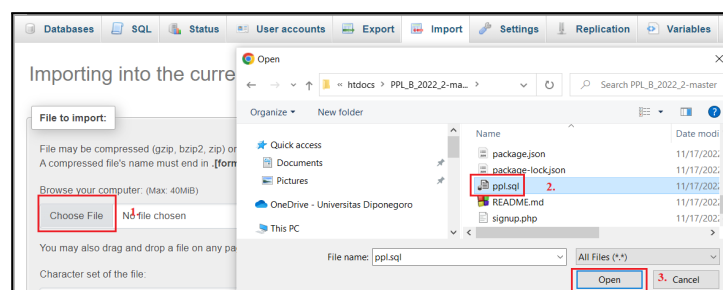 Databases SQL Status User accounts Export Import Settings Replication Variables
Importing into the curre
File to import:
File may be compressed (gzip, bzip2, zip) or
A compressed file's name must end in .[form
Browse your computer: (Max: 40MiB)
Choose File No file chosen
1.
You may also drag and drop a file on any pa
Character set of the file:
Open
« htdocs > PPL_B_2022_2-ma... >
Search PPL_B_2022_2-master
Organize New folder
Quick access
Documents
Pictures
OneDrive - Universitas Diponegoro
This PC
Name Date modi
package.json 11/17/2022
package-lock.json 11/17/2022
ppl.sql 2. 11/17/2022
README.md 11/17/2022
signup.php 11/17/2022
File name: ppl.sql All Files (*.*)
Open 3. Cancel